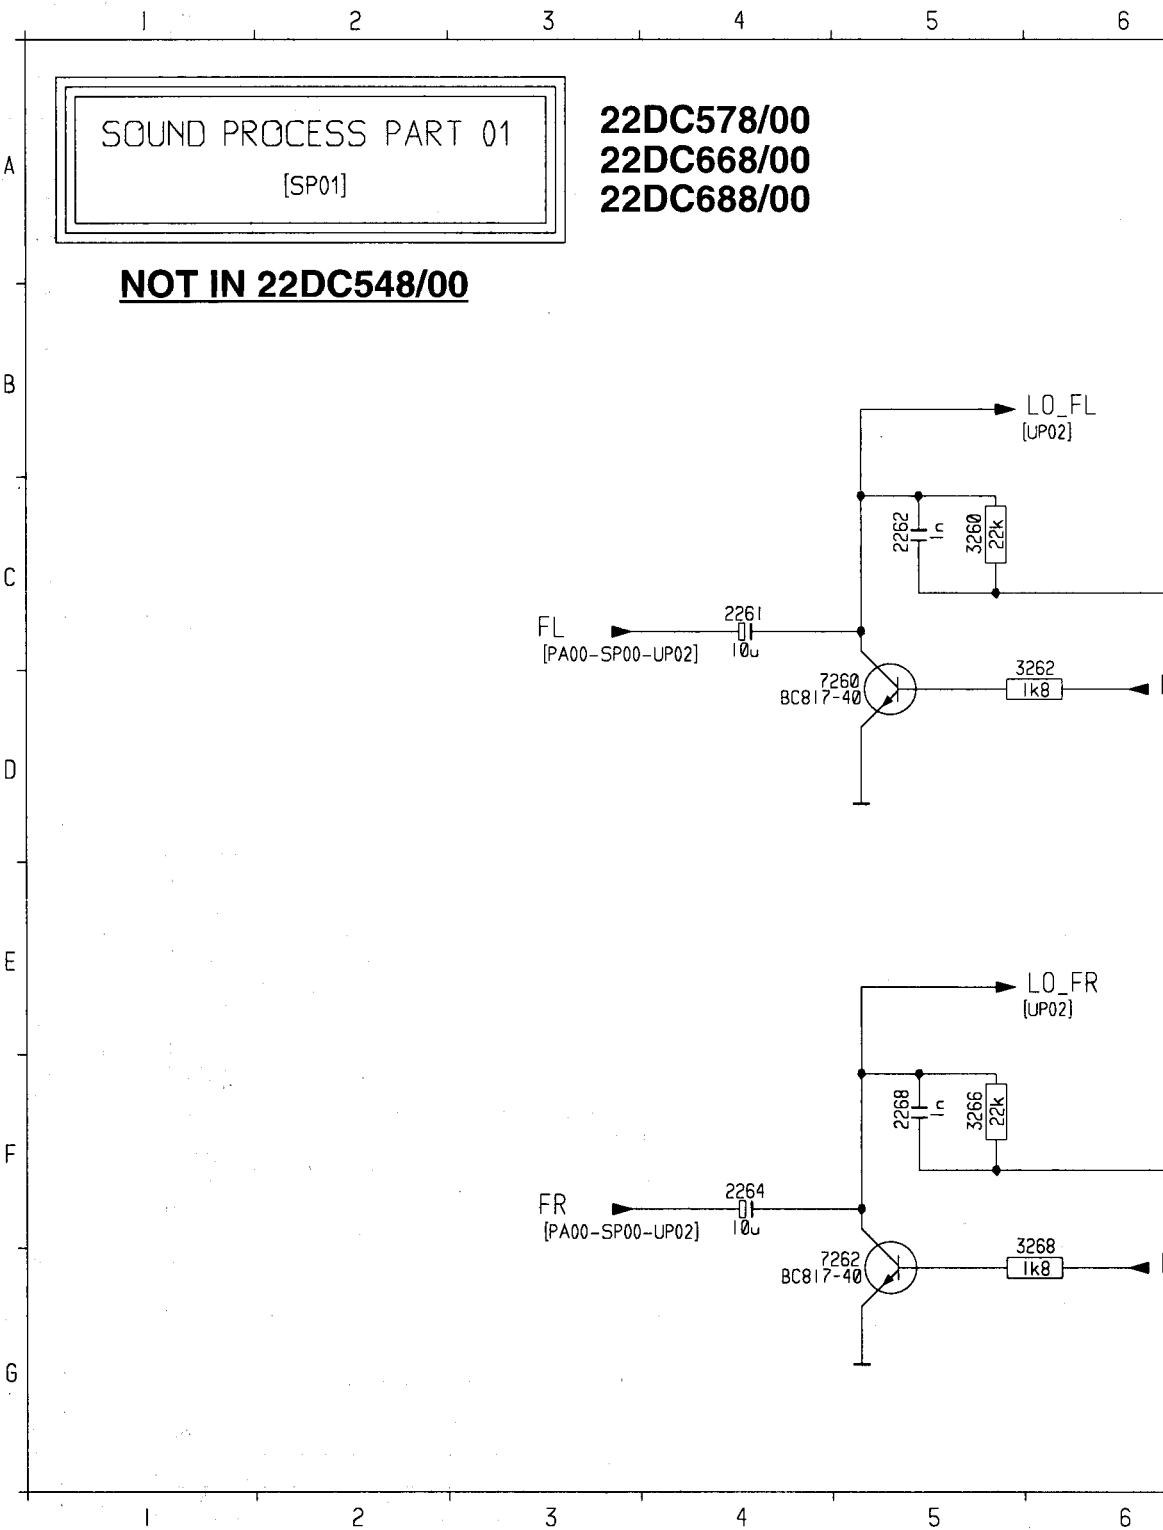 1 2 3 4 5 6
SOUND PROCESS PART 01
[SP01]
22DC578/00
22DC668/00
22DC688/00
NOT IN 22DC548/00
A
B
C
D
E
F
G
LO_FL
[UP02]
2262
1n
3260
22k
FL
[PA00-SP00-UP02]
2261
10u
7260
BC817-40
3262
1k8
LO_FR
[UP02]
2268
1n
3266
22k
FR
[PA00-SP00-UP02]
2264
10u
7262
BC817-40
3268
1k8
1 2 3 4 5 6